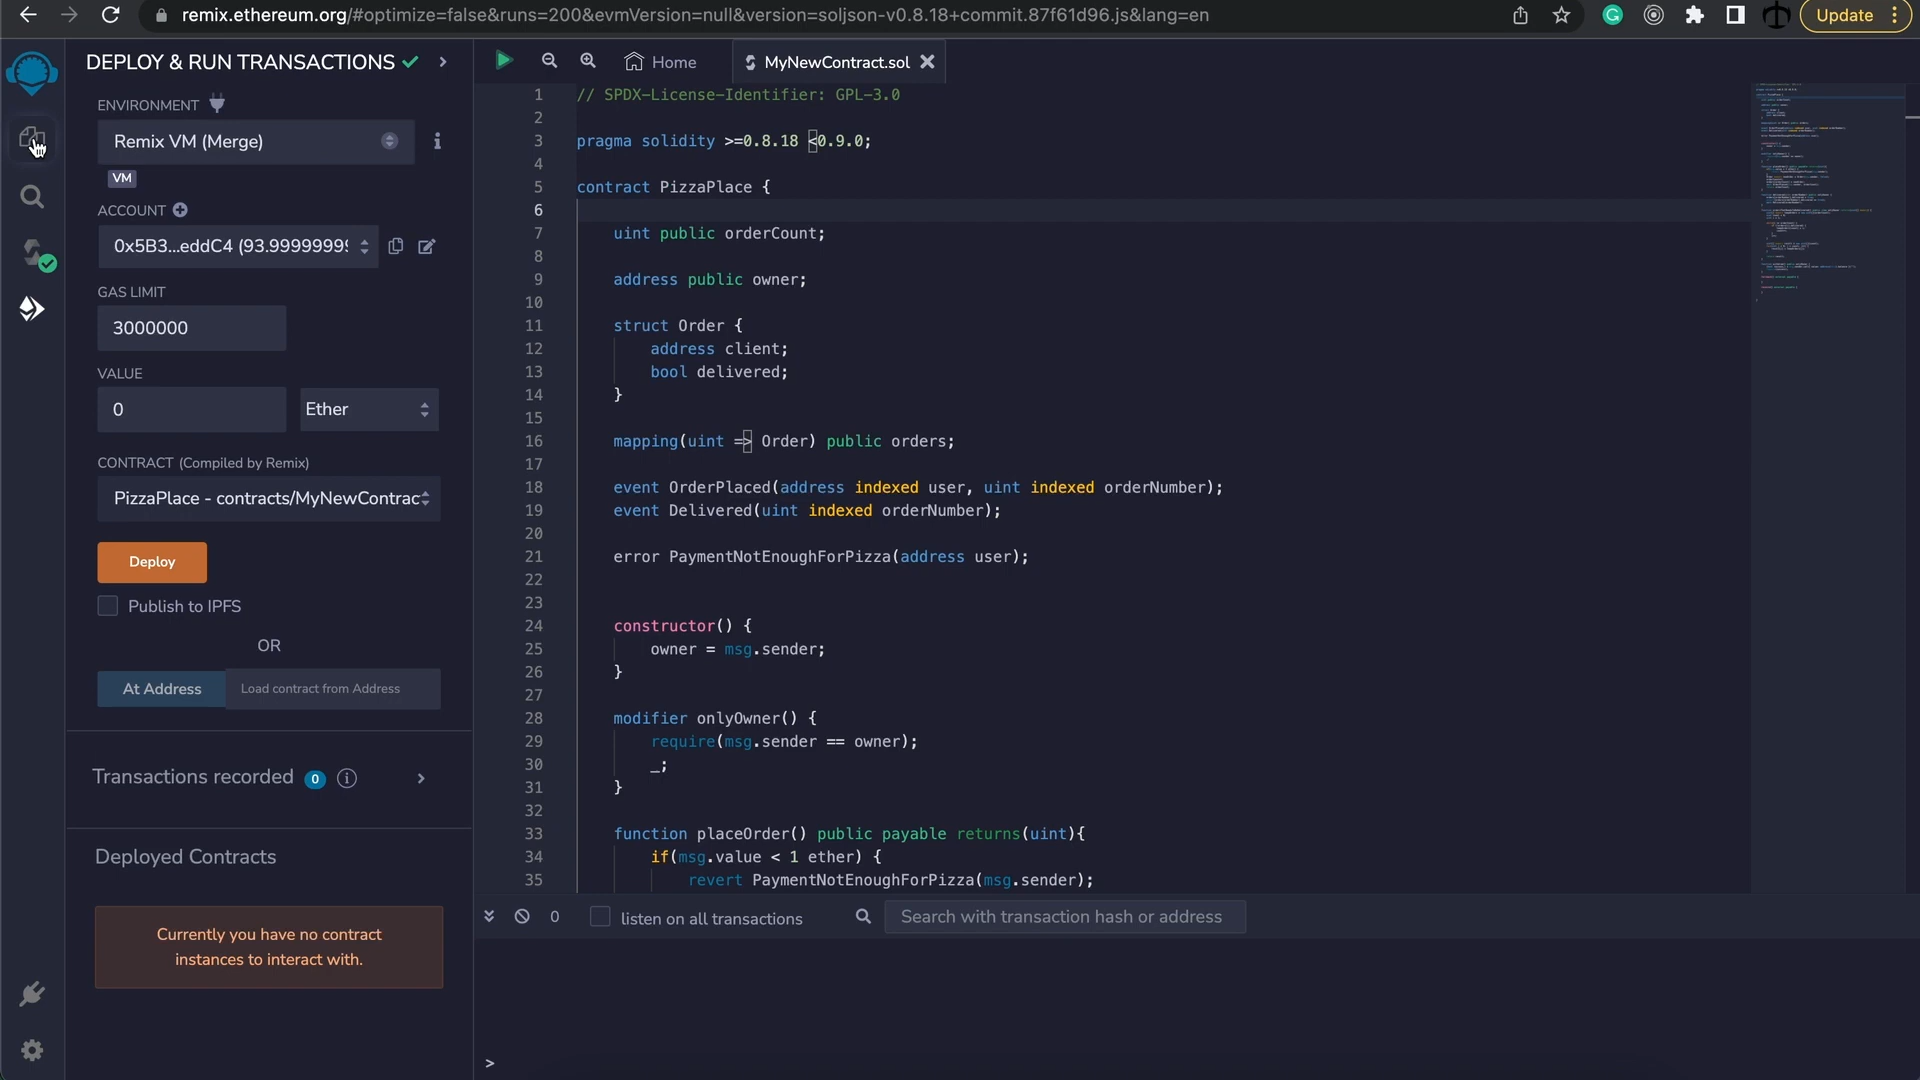 remix.ethereum.org/#optimize=false&runs=200&evmVersion=null&version=soljson-v0.8.18+commit.87f61d96.js&lang=en
Update
DEPLOY & RUN TRANSACTIONS
ENVIRONMENT
Remix VM (Merge)
VM
ACCOUNT
0x5B3...eddC4 (93.9999999
GAS LIMIT
3000000
VALUE
0
Ether
CONTRACT (Compiled by Remix)
PizzaPlace - contracts/MyNewContrac
Deploy
Publish to IPFS
OR
At Address
Load contract from Address
Transactions recorded 0
Deployed Contracts
Currently you have no contract
instances to interact with.
Home
MyNewContract.sol
1 // SPDX-License-Identifier: GPL-3.0
2
3 pragma solidity >=0.8.18 <0.9.0;
4
5 contract PizzaPlace {
6
7 uint public orderCount;
8
9 address public owner;
10
11 struct Order {
12 address client;
13 bool delivered;
14 }
15
16 mapping(uint => Order) public orders;
17
18 event OrderPlaced(address indexed user, uint indexed orderNumber);
19 event Delivered(uint indexed orderNumber);
20
21 error PaymentNotEnoughForPizza(address user);
22
23
24 constructor() {
25 owner = msg.sender;
26 }
27
28 modifier onlyOwner() {
29 require(msg.sender == owner);
30 _;
31 }
32
33 function placeOrder() public payable returns(uint){
34 if(msg.value < 1 ether) {
35 revert PaymentNotEnoughForPizza(msg.sender);
0
listen on all transactions
Search with transaction hash or address
>